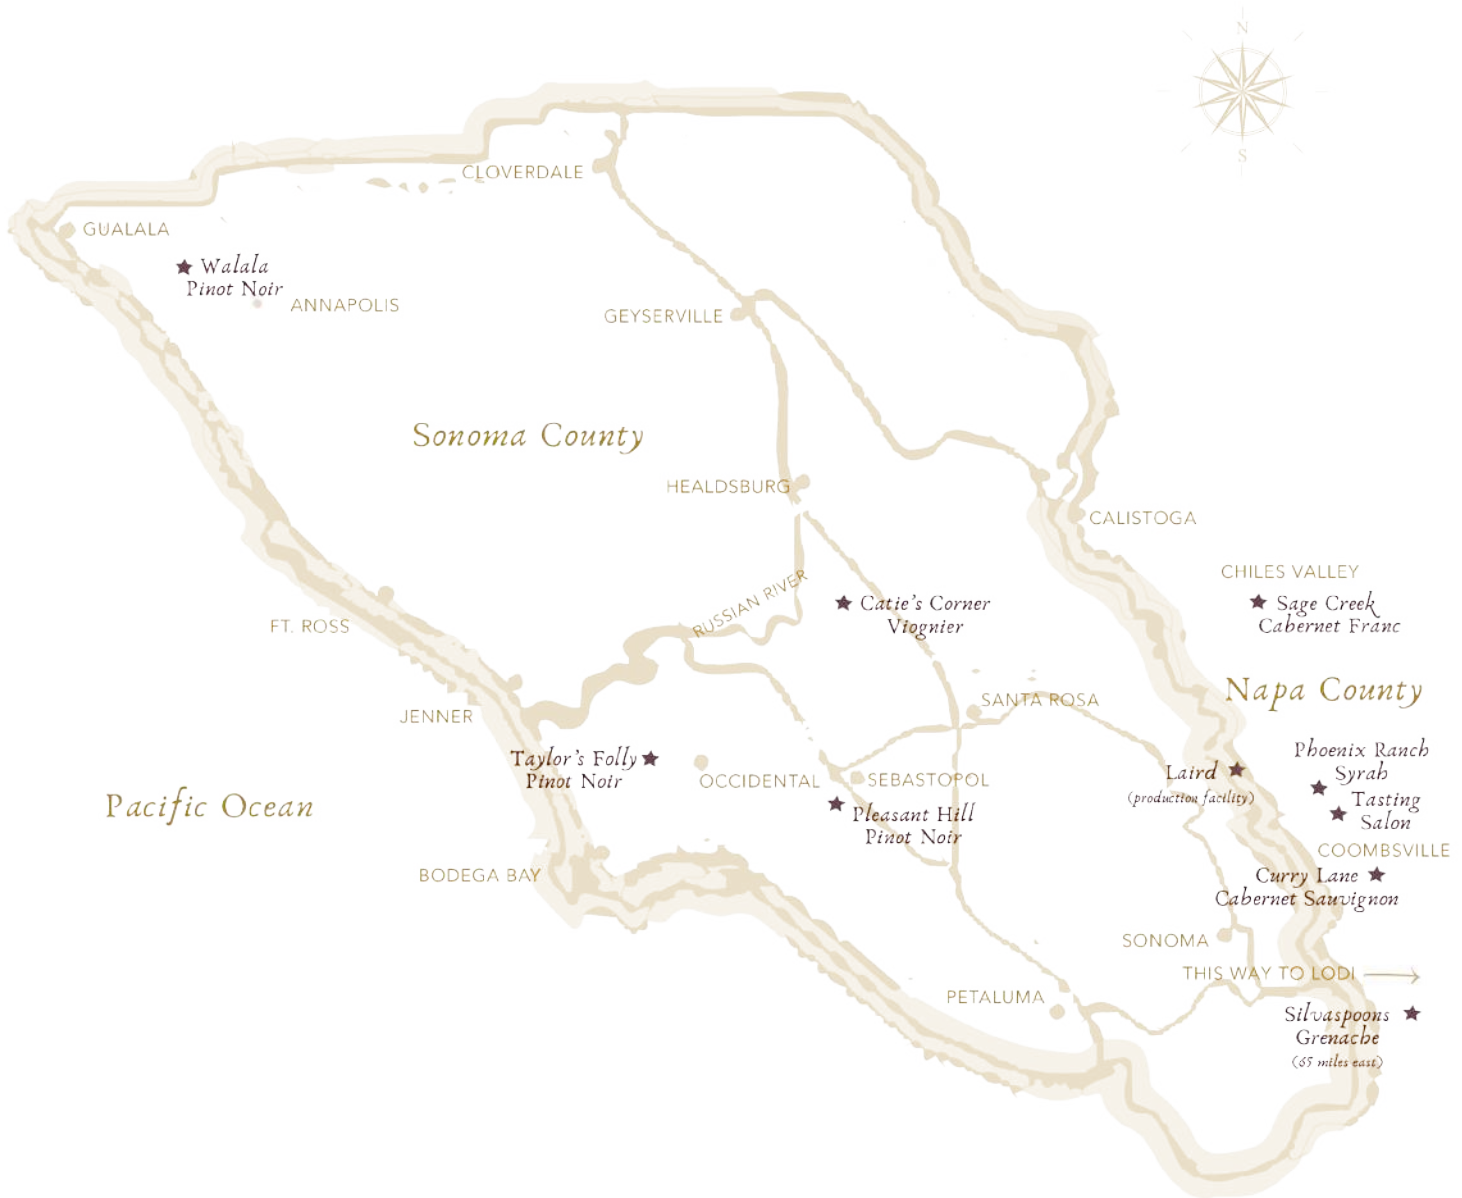 N
S
CLOVERDALE
GUALALA
Walala
Pinot Noir
ANNAPOLIS
GEYSERVILLE
Sonoma County
HEALDSBURG
CALISTOGA
CHILES VALLEY
RUSSIAN RIVER
Catie's Corner
Viognier
Sage Creek
Cabernet Franc
FT. ROSS
Napa County
SANTA ROSA
JENNER
Taylor's Folly
Pinot Noir
OCCIDENTAL
SEBASTOPOL
Phoenix Ranch
Syrah
Laird
(production facility)
Tasting
Salon
Pacific Ocean
Pleasant Hill
Pinot Noir
COOMBSVILLE
BODEGA BAY
Curry Lane
Cabernet Sauvignon
SONOMA
THIS WAY TO LODI
PETALUMA
Silvaspoons
Grenache
(65 miles east)